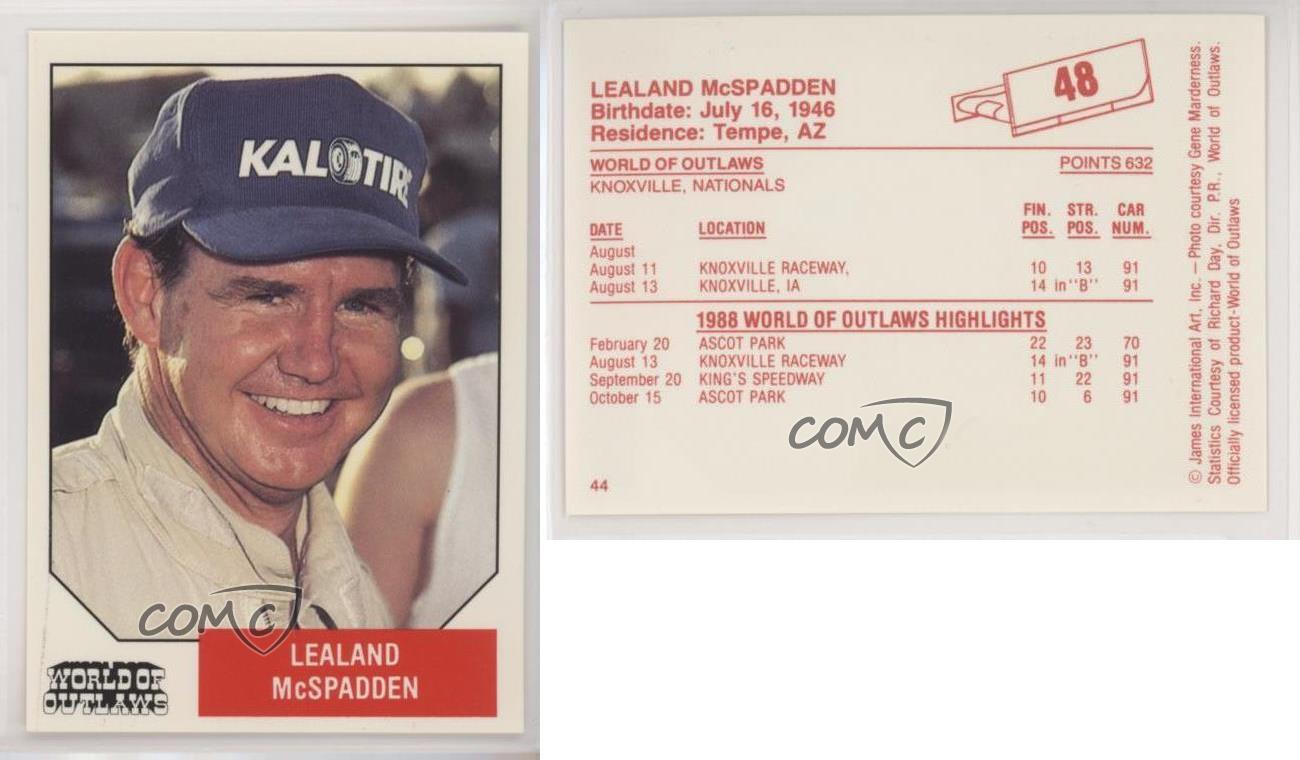 KAL TIRE
COMC
WORLD OF
OUTLAWS
LEALAND
McSPADDEN
LEALAND McSPADDEN
Birthdate: July 16, 1946
Residence: Tempe, AZ
48
WORLD OF OUTLAWS POINTS 632
KNOXVILLE, NATIONALS
FIN. STR. CAR
DATE LOCATION POS. POS. NUM.
August
August 11 KNOXVILLE RACEWAY, 10 13 91
August 13 KNOXVILLE, IA 14 in "B" 91
1988 WORLD OF OUTLAWS HIGHLIGHTS
February 20 ASCOT PARK 22 23 70
August 13 KNOXVILLE RACEWAY 14 in "B" 91
September 20 KING'S SPEEDWAY 11 22 91
October 15 ASCOT PARK 10 6 91
COMC
44
© James International Art, Inc. – Photo courtesy Gene Marderness.
Statistics Courtesy of Richard Day, Dir. P.R., World of Outlaws.
Officially licensed product-World of Outlaws